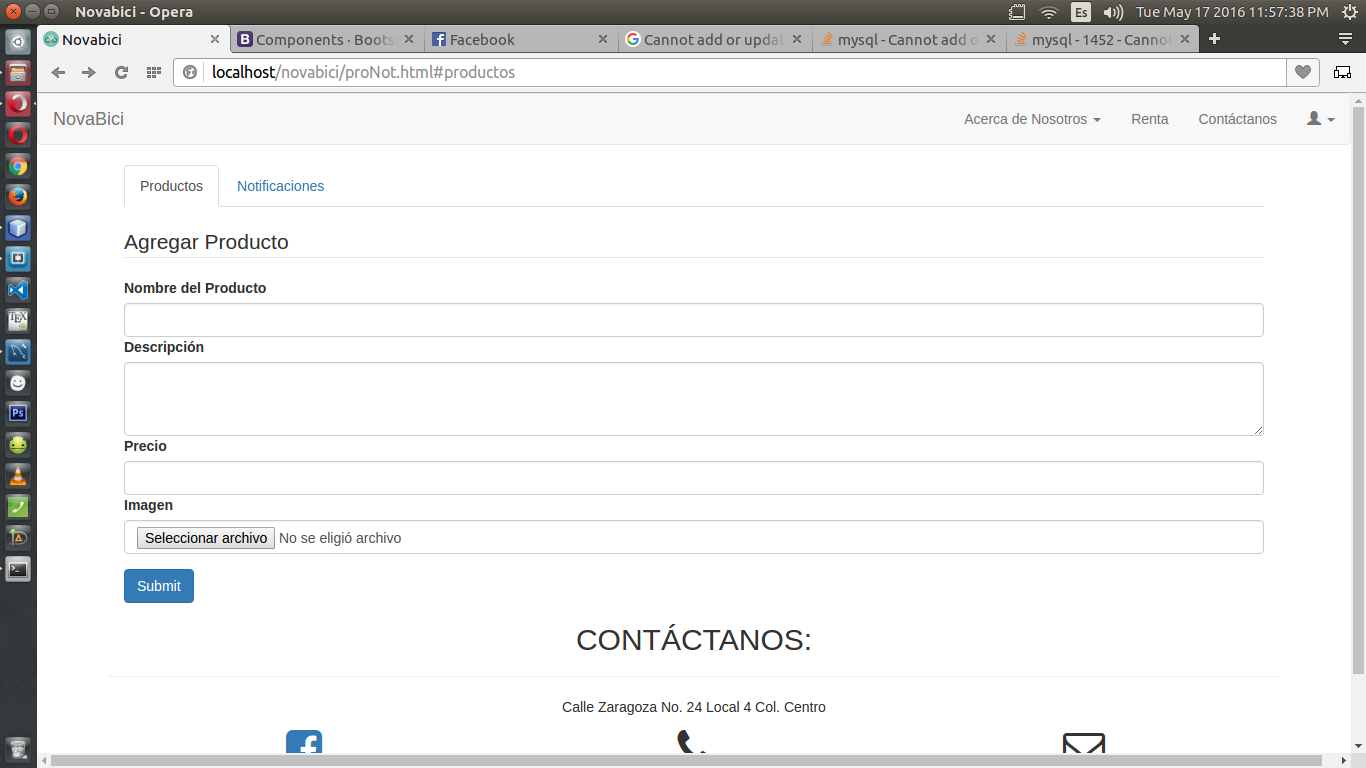 Novabici - Opera
Es
Tue May 17 2016 11:57:38 PM
Novabici
Components · Boots
Facebook
Cannot add or updat
mysql - Cannot add o
mysql - 1452 - Cannot
localhost/novabici/proNot.html#productos
NovaBici
Acerca de Nosotros
Renta
Contáctanos
Productos
Notificaciones
Agregar Producto
Nombre del Producto
Descripción
Precio
Imagen
Seleccionar archivo No se eligió archivo
Submit
CONTÁCTANOS:
Calle Zaragoza No. 24 Local 4 Col. Centro
TEX
Ps